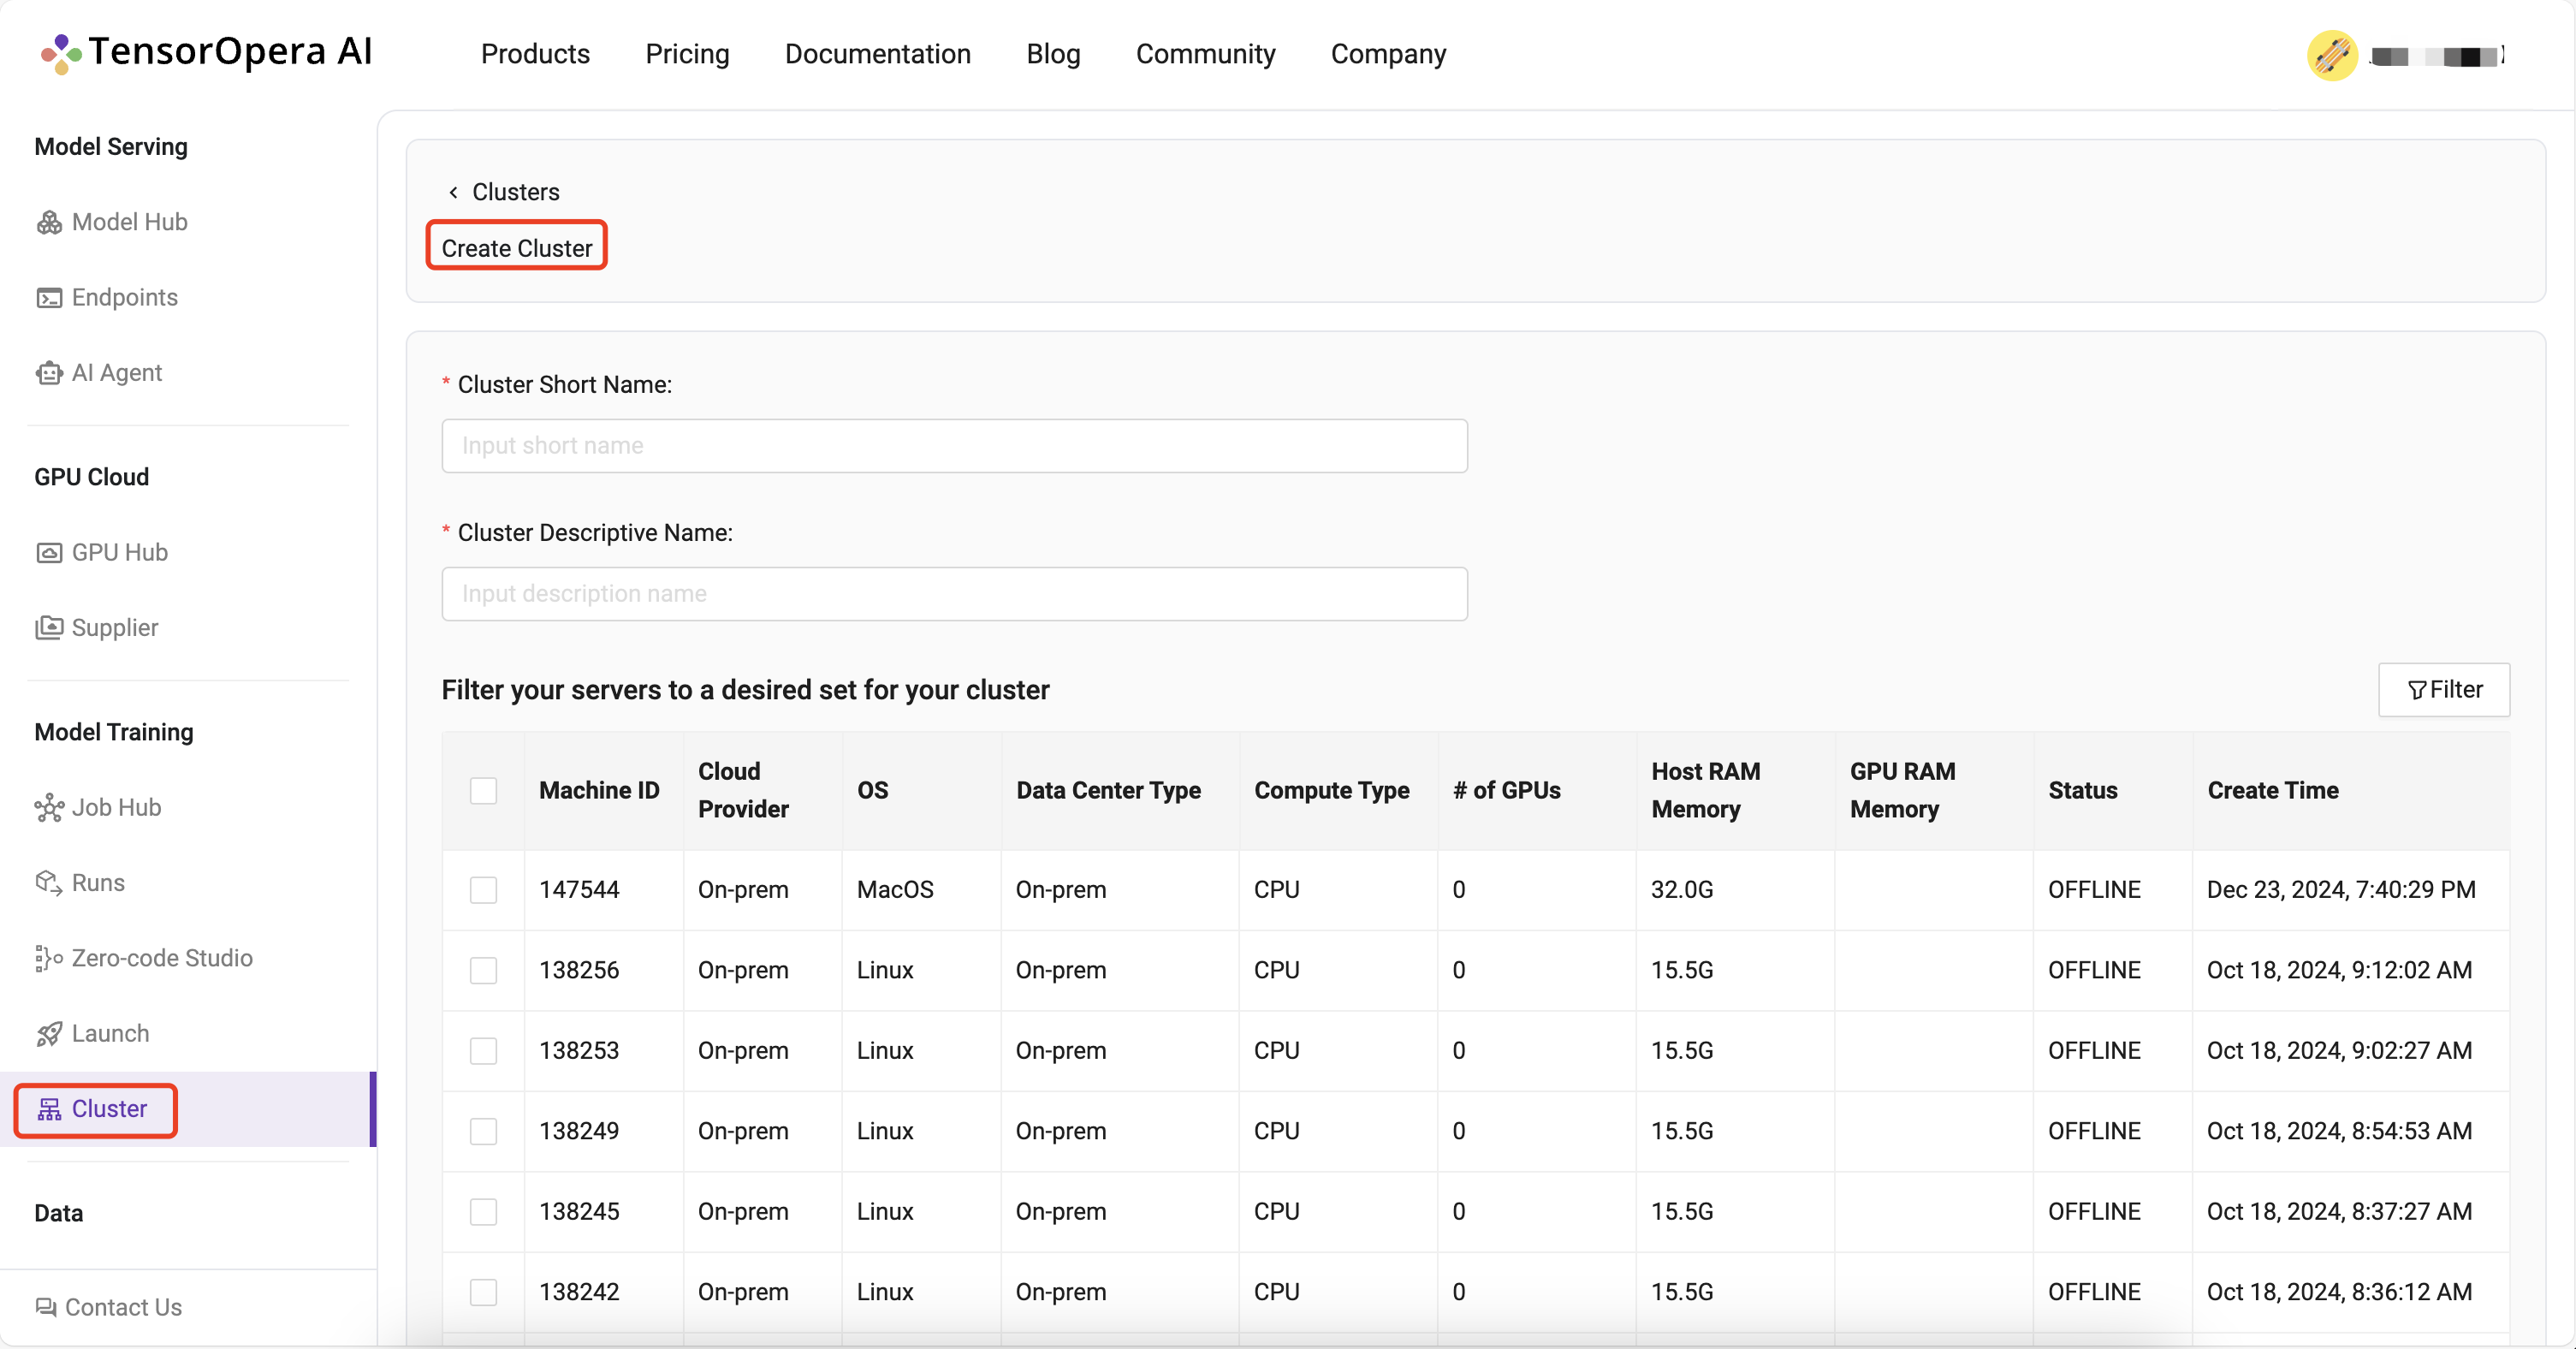 TensorOpera AI
Products
Pricing
Documentation
Blog
Community
Company
Model Serving
Model Hub
Endpoints
AI Agent
GPU Cloud
GPU Hub
Supplier
Model Training
Job Hub
Runs
Zero-code Studio
Launch
Cluster
Data
Contact Us
Clusters
Create Cluster
* Cluster Short Name:
Input short name
* Cluster Descriptive Name:
Input description name
Filter your servers to a desired set for your cluster
Filter
Machine ID Cloud Provider OS Data Center Type Compute Type # of GPUs Host RAM Memory GPU RAM Memory Status Create Time
147544 On-prem MacOS On-prem CPU 0 32.0G OFFLINE Dec 23, 2024, 7:40:29 PM
138256 On-prem Linux On-prem CPU 0 15.5G OFFLINE Oct 18, 2024, 9:12:02 AM
138253 On-prem Linux On-prem CPU 0 15.5G OFFLINE Oct 18, 2024, 9:02:27 AM
138249 On-prem Linux On-prem CPU 0 15.5G OFFLINE Oct 18, 2024, 8:54:53 AM
138245 On-prem Linux On-prem CPU 0 15.5G OFFLINE Oct 18, 2024, 8:37:27 AM
138242 On-prem Linux On-prem CPU 0 15.5G OFFLINE Oct 18, 2024, 8:36:12 AM